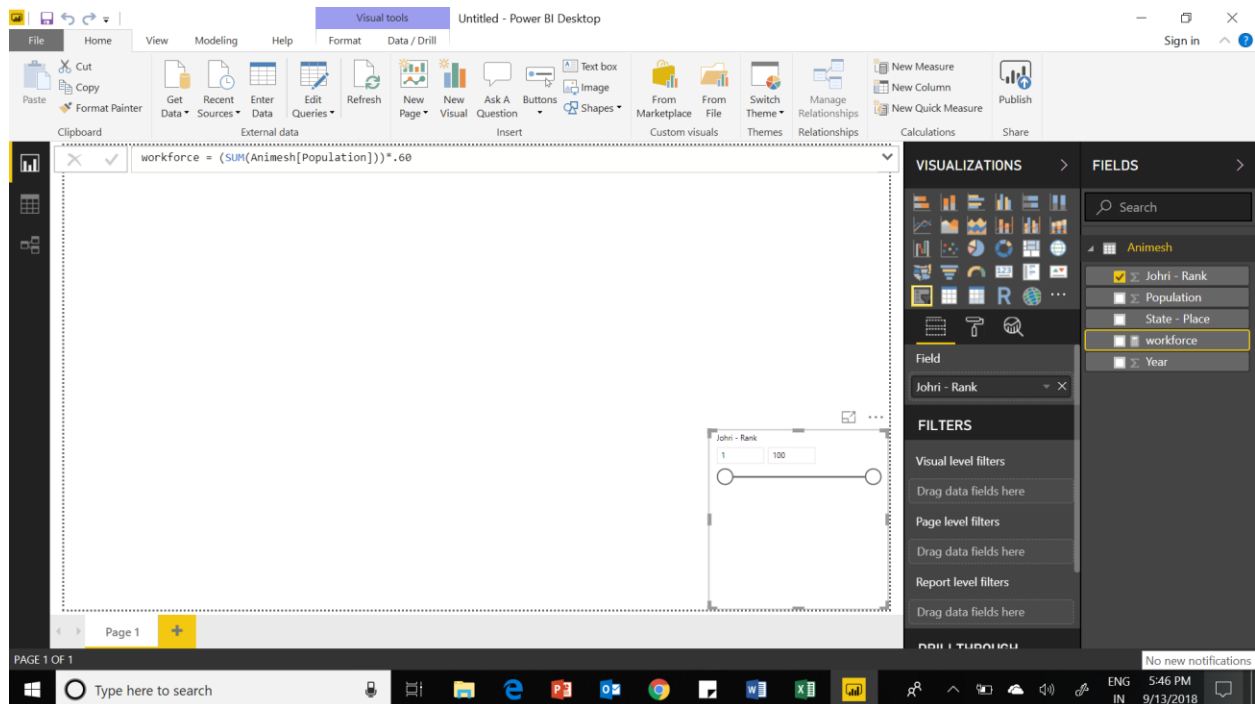 Visual tools
Untitled - Power BI Desktop
File Home View Modeling Help Format Data / Drill
Sign in
Paste
Cut
Copy
Format Painter
Clipboard
Get Data
Recent Sources
Enter Data
Edit Queries
Refresh
External data
New Page
New Visual
Ask A Question
Buttons
Text box
Image
Shapes
Insert
From Marketplace
From File
Custom visuals
Switch Theme
Themes
Manage Relationships
Relationships
New Measure
New Column
New Quick Measure
Calculations
Publish
Share
workforce = (SUM(Animesh[Population]))*.60
Johri - Rank
1 100
VISUALIZATIONS
R
123
Field
Johri - Rank
FILTERS
Visual level filters
Drag data fields here
Page level filters
Drag data fields here
Report level filters
Drag data fields here
DRILLTHROUGH
FIELDS
Search
Animesh
Σ Johri - Rank
Σ Population
State - Place
workforce
Σ Year
Page 1
PAGE 1 OF 1
No new notifications
Type here to search
ENG
IN
5:46 PM
9/13/2018